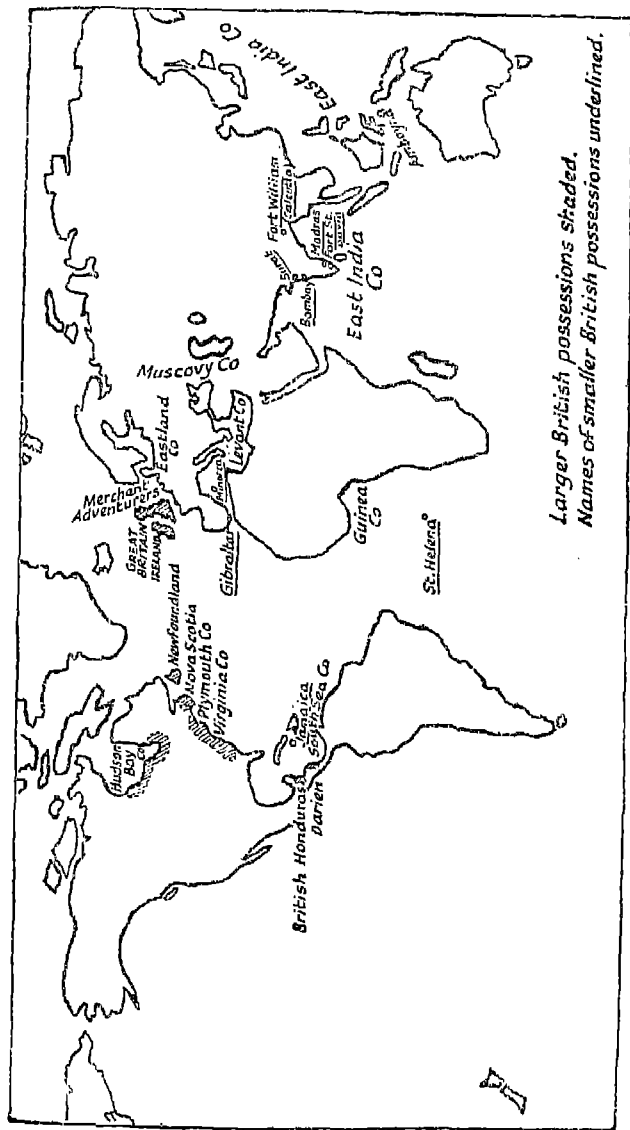 Hudson
Bay
Co
Newfoundland
Nova Scotia
Plymouth Co
Virginia Co
British Honduras
Darien
Jamaica
South Sea Co
GREAT
BRITAIN
IRELAND
Merchant
Adventurers
Eastland
Co
Muscovy Co
Gibraltar
Minorca
Levant Co
Guinea
Co
St. Helena
Surat
Bombay
Fort William
Calcutta
Madras
Fort St.
East India
Co
East India Co
Amboyna
Larger British possessions shaded.
Names of smaller British possessions underlined.